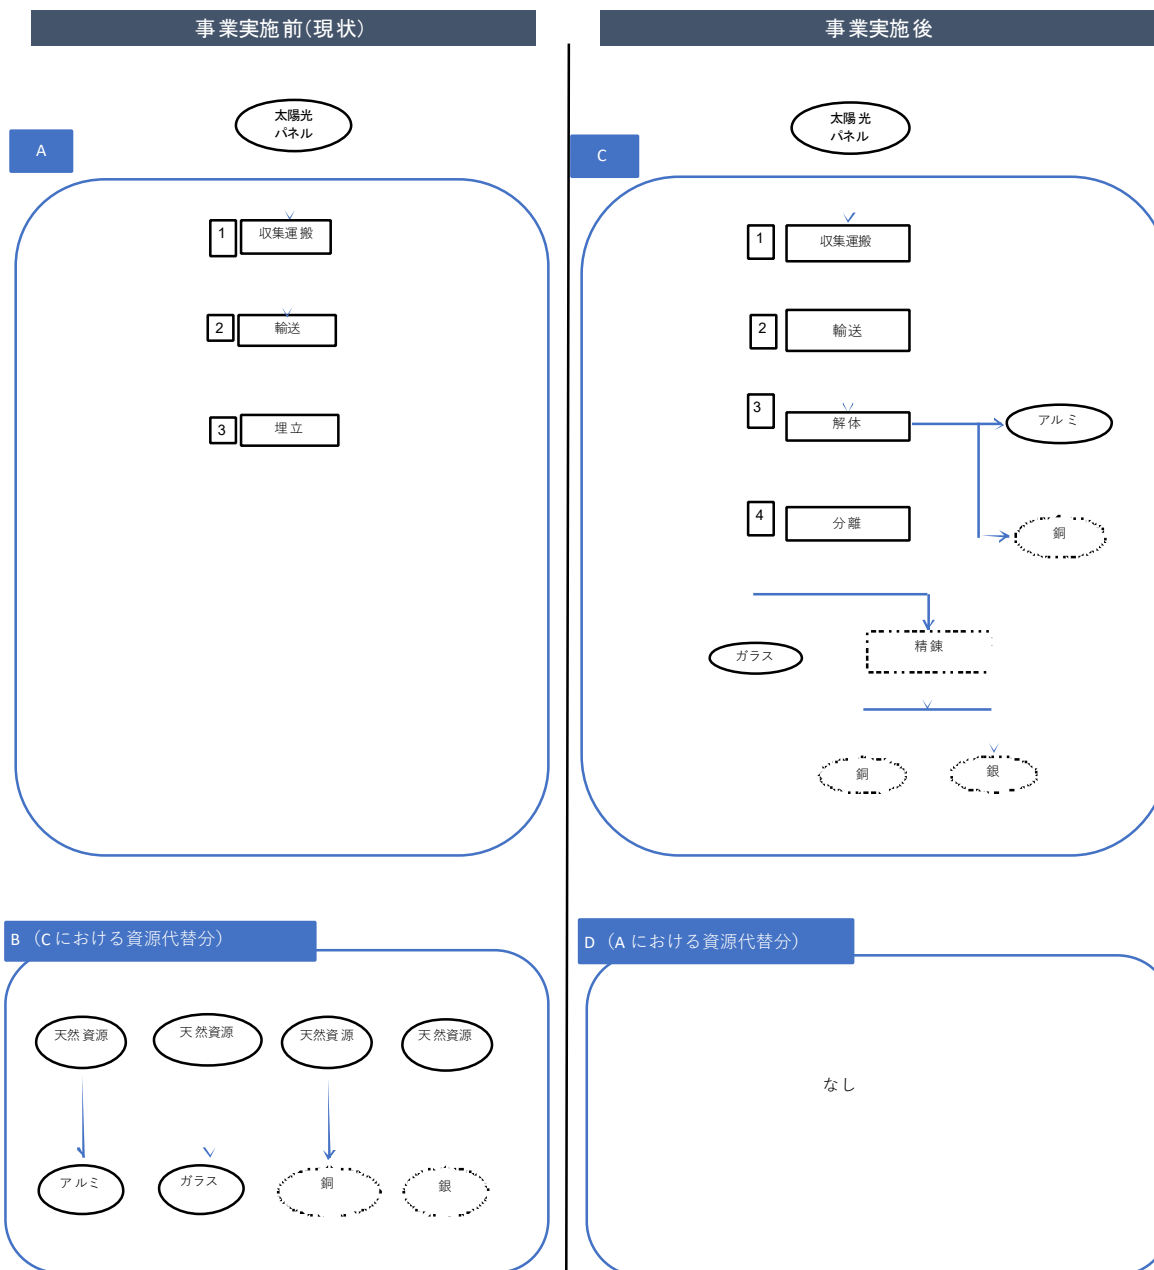 事業実施前(現状)
太陽光
パネル
A
1
収集運搬
2
輸送
3
埋立
B（Cにおける資源代替分）
天然資源
天然資源
天然資源
天然資源
アルミ
ガラス
銅
銀
事業実施後
太陽光
パネル
C
1
収集運搬
2
輸送
3
解体
アルミ
4
分離
銅
ガラス
精錬
銅
銀
D（Aにおける資源代替分）
なし